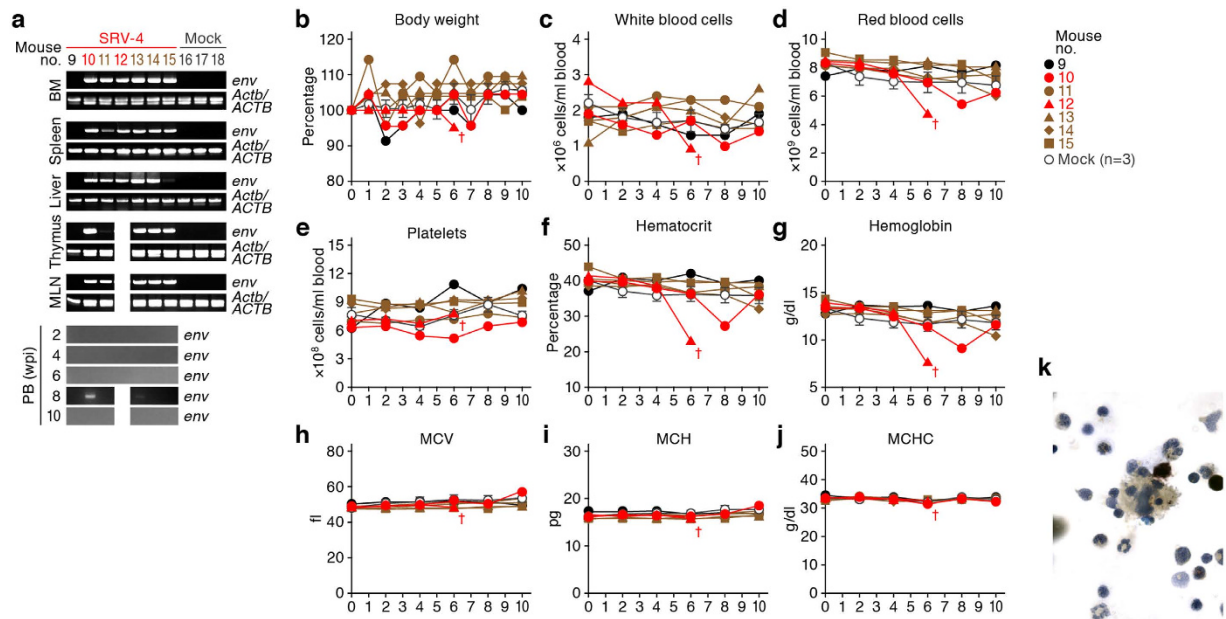 a
SRV-4 Mock
Mouse no. 9 10 11 12 13 14 15 16 17 18
BM env
Actb/ACTB
Spleen env
Actb/ACTB
Liver env
Actb/ACTB
Thymus env
Actb/ACTB
MLN env
Actb/ACTB
PB (wpi)
2 env
4 env
6 env
8 env
10 env
b Body weight
Percentage
120
110
100
90
80
0 1 2 3 4 5 6 7 8 9 10
†
c White blood cells
×10⁶ cells/ml blood
4
3
2
1
0
0 1 2 3 4 5 6 7 8 9 10
†
d Red blood cells
×10⁹ cells/ml blood
10
8
6
4
2
0
0 1 2 3 4 5 6 7 8 9 10
†
Mouse no.
9
10
11
12
13
14
15
Mock (n=3)
e Platelets
×10⁸ cells/ml blood
15
12
9
6
3
0
0 1 2 3 4 5 6 7 8 9 10
†
f Hematocrit
Percentage
50
40
30
20
10
0 1 2 3 4 5 6 7 8 9 10
†
g Hemoglobin
g/dl
20
15
10
5
0 1 2 3 4 5 6 7 8 9 10
†
h MCV
fl
80
60
40
20
0
0 1 2 3 4 5 6 7 8 9 10
†
i MCH
pg
30
20
10
0
0 1 2 3 4 5 6 7 8 9 10
†
j MCHC
g/dl
50
40
30
20
10
0
0 1 2 3 4 5 6 7 8 9 10
†
k